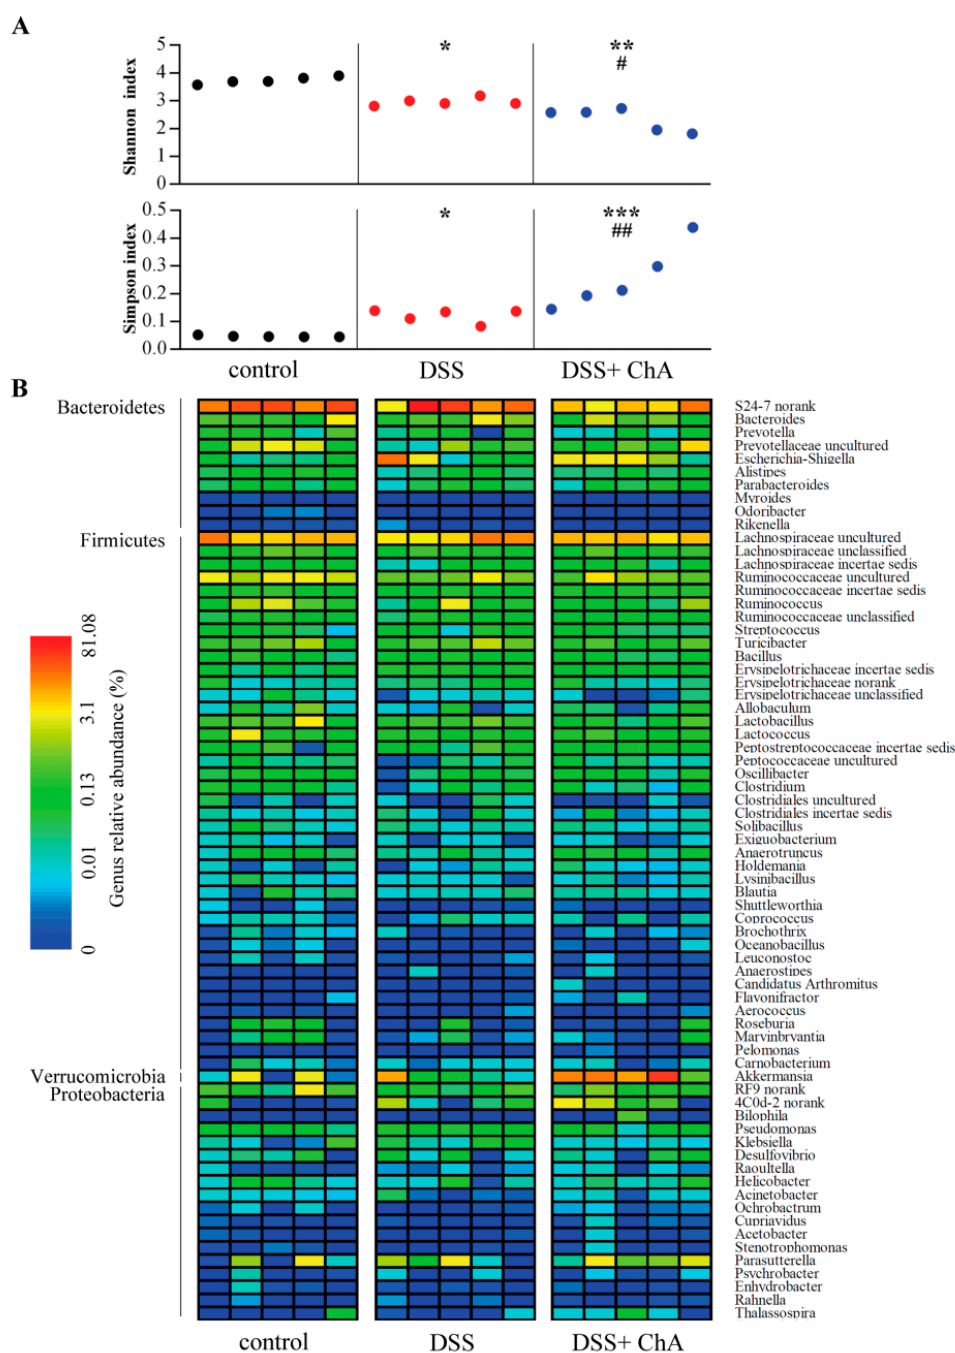 A
Shannon index
5
4
3
2
1
0
*
**
#
Simpson index
0.5
0.4
0.3
0.2
0.1
0.0
*
***
##
control
DSS
DSS+ ChA
B
Bacteroidetes
Firmicutes
Verrucomicrobia
Proteobacteria
S24-7 norank
Bacteroides
Prevotella
Prevotellaceae uncultured
Escherichia-Shigella
Alistipes
Parabacteroides
Myroides
Odoribacter
Rikenella
Lachnospiraceae uncultured
Lachnospiraceae unclassified
Lachnospiraceae incertae sedis
Ruminococcaceae uncultured
Ruminococcaceae incertae sedis
Ruminococcus
Ruminococcaceae unclassified
Streptococcus
Turicibacter
Bacillus
Erysipelotrichaceae incertae sedis
Erysipelotrichaceae norank
Erysipelotrichaceae unclassified
Allobaculum
Lactobacillus
Lactococcus
Peptostreptococcaceae incertae sedis
Peptococcaceae uncultured
Oscillibacter
Clostridium
Clostridiales uncultured
Clostridiales incertae sedis
Solibacillus
Exiguobacterium
Anaerotruncus
Holdemania
Lysinibacillus
Blautia
Shuttleworthia
Coprococcus
Brochothrix
Oceanobacillus
Leuconostoc
Anaerostipes
Candidatus Arthromitus
Flavonifractor
Aerococcus
Roseburia
Marvinbryantia
Pelomonas
Carnobacterium
Akkermansia
RF9 norank
4C0d-2 norank
Bilophila
Pseudomonas
Klebsiella
Desulfovibrio
Raoultella
Helicobacter
Acinetobacter
Ochrobactrum
Cupriavidus
Acetobacter
Stenotrophomonas
Parasutterella
Psychrobacter
Enhydrobacter
Rahnella
Thalassospira
81.08
3.1
0.13
0.01
0
Genus relative abundance (%)
control
DSS
DSS+ ChA